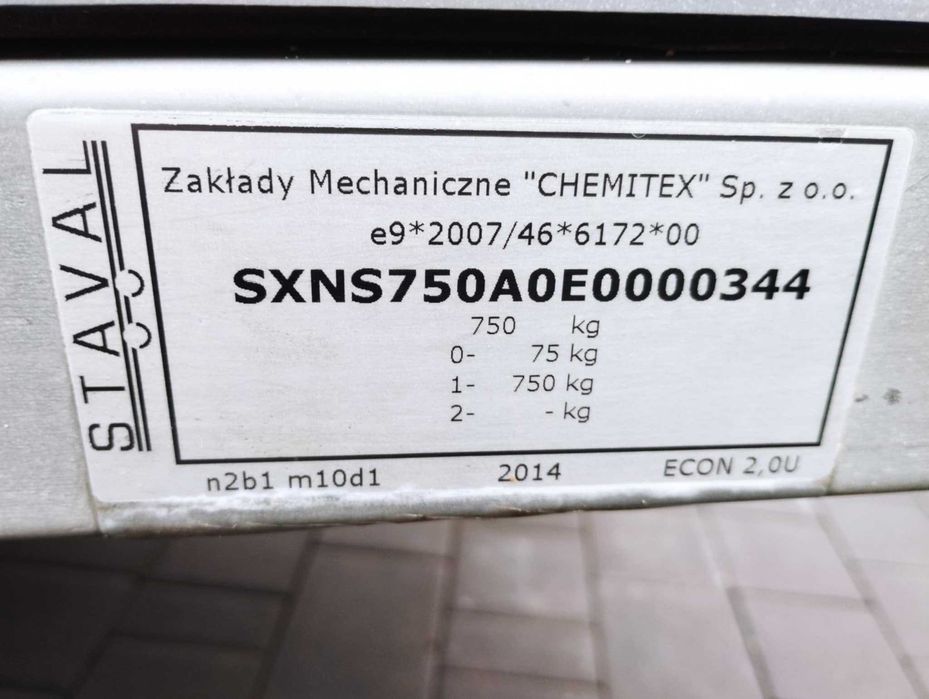 STAVAL
Zakłady Mechaniczne "CHEMITEX" Sp. z o.o.
e9*2007/46*6172*00
SXNS750A0E0000344
750 kg
0- 75 kg
1- 750 kg
2- - kg
n2b1 m10d1 2014 ECON 2,0U